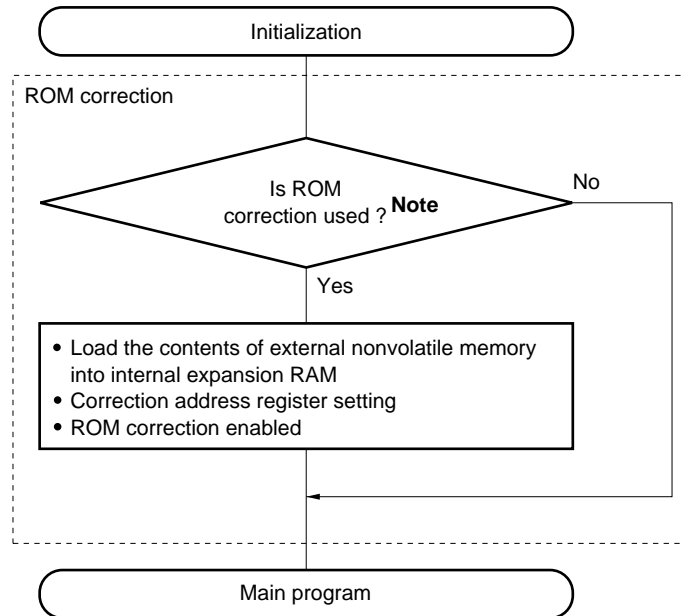 Initialization
ROM correction
Is ROM
correction used ? Note
No
Yes
• Load the contents of external nonvolatile memory
into internal expansion RAM
• Correction address register setting
• ROM correction enabled
Main program